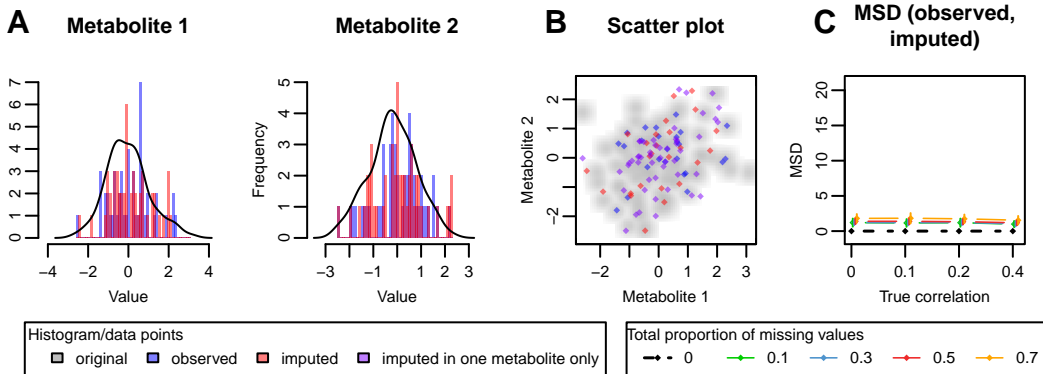 A
Metabolite 1
7
6
5
4
3
2
1
0
−4 −2 0 2 4
Value
Metabolite 2
Frequency
5
4
3
2
1
0
−3 −1 0 1 2 3
Value
B
Scatter plot
Metabolite 2
2
1
0
−2
−2 0 1 2 3
Metabolite 1
C
MSD (observed,
imputed)
MSD
20
15
10
5
0
0 0.1 0.2 0.4
True correlation
Histogram/data points
original observed imputed imputed in one metabolite only
Total proportion of missing values
0 0.1 0.3 0.5 0.7